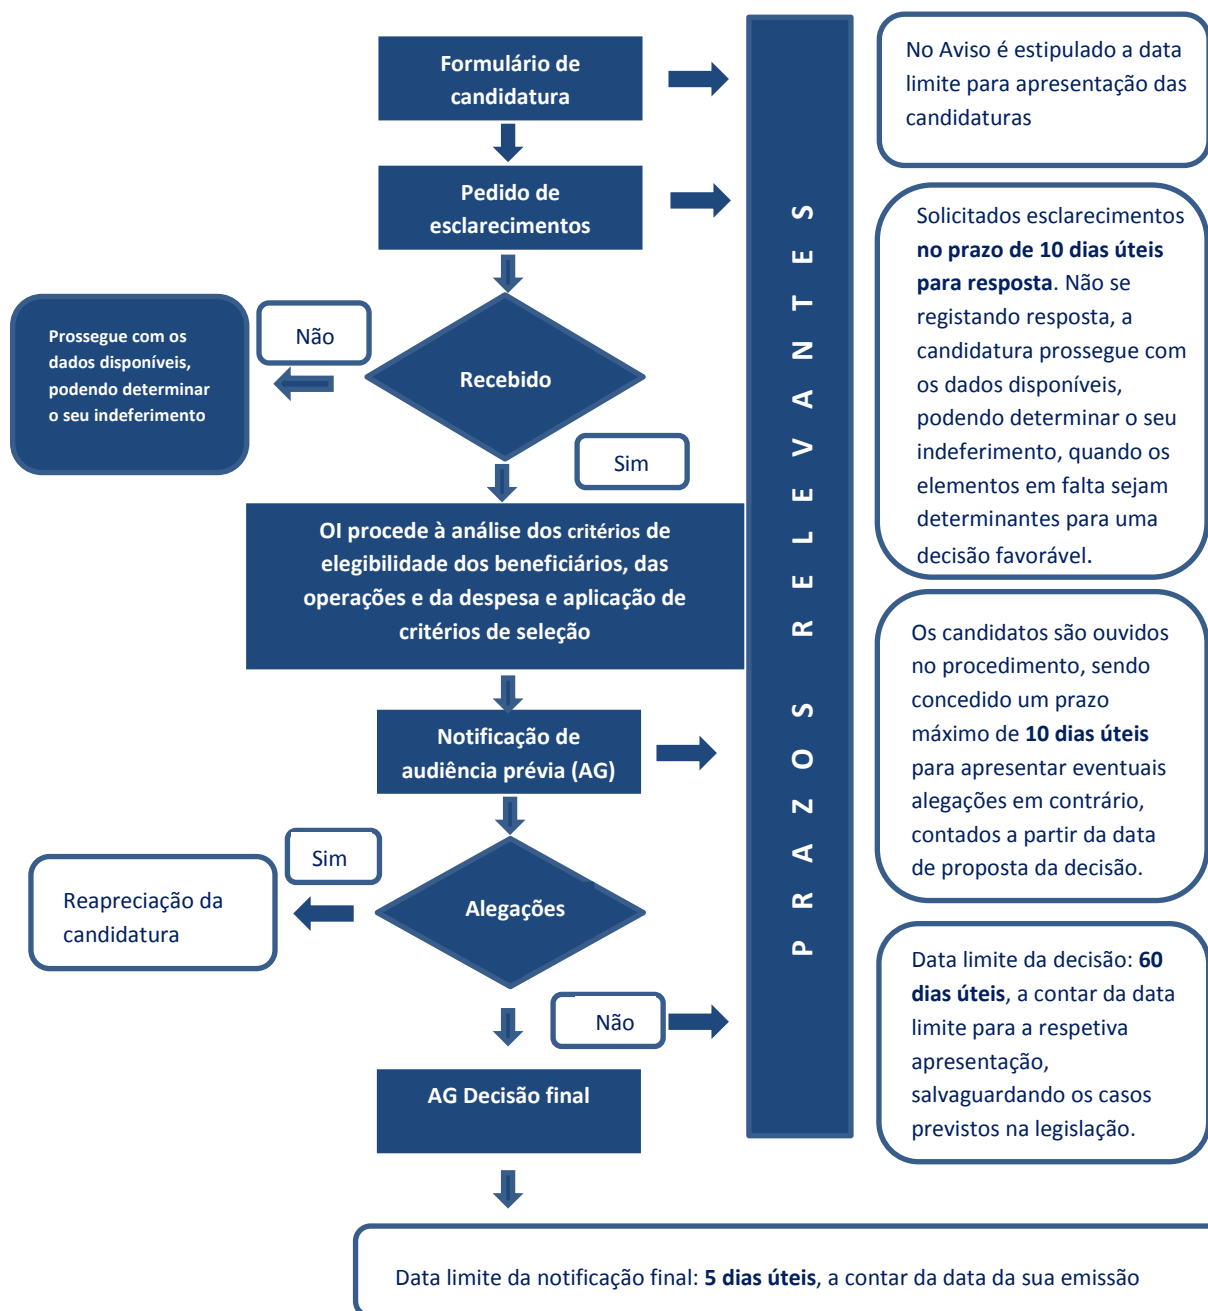 Formulário de
candidatura
No Aviso é estipulado a data
limite para apresentação das
candidaturas
Pedido de
esclarecimentos
Solicitados esclarecimentos
no prazo de 10 dias úteis
para resposta. Não se
registando resposta, a
candidatura prossegue com
os dados disponíveis,
podendo determinar o seu
indeferimento, quando os
elementos em falta sejam
determinantes para uma
decisão favorável.
Não
Prossegue com os
dados disponíveis,
podendo determinar
o seu indeferimento
Recebido
Sim
OI procede à análise dos critérios de
elegibilidade dos beneficiários, das
operações e da despesa e aplicação de
critérios de seleção
PRAZOS RELEVANTES
Notificação de
audiência prévia (AG)
Os candidatos são ouvidos
no procedimento, sendo
concedido um prazo
máximo de 10 dias úteis
para apresentar eventuais
alegações em contrário,
contados a partir da data
de proposta da decisão.
Sim
Reapreciação da
candidatura
Alegações
Não
Data limite da decisão: 60
dias úteis, a contar da data
limite para a respetiva
apresentação,
salvaguardando os casos
previstos na legislação.
AG Decisão final
Data limite da notificação final: 5 dias úteis, a contar da data da sua emissão